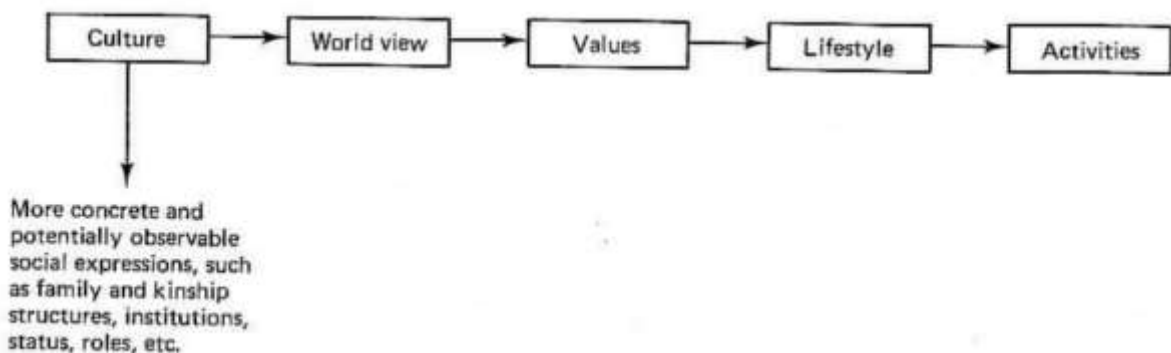 Culture
World view
Values
Lifestyle
Activities
More concrete and
potentially observable
social expressions, such
as family and kinship
structures, institutions,
status, roles, etc.